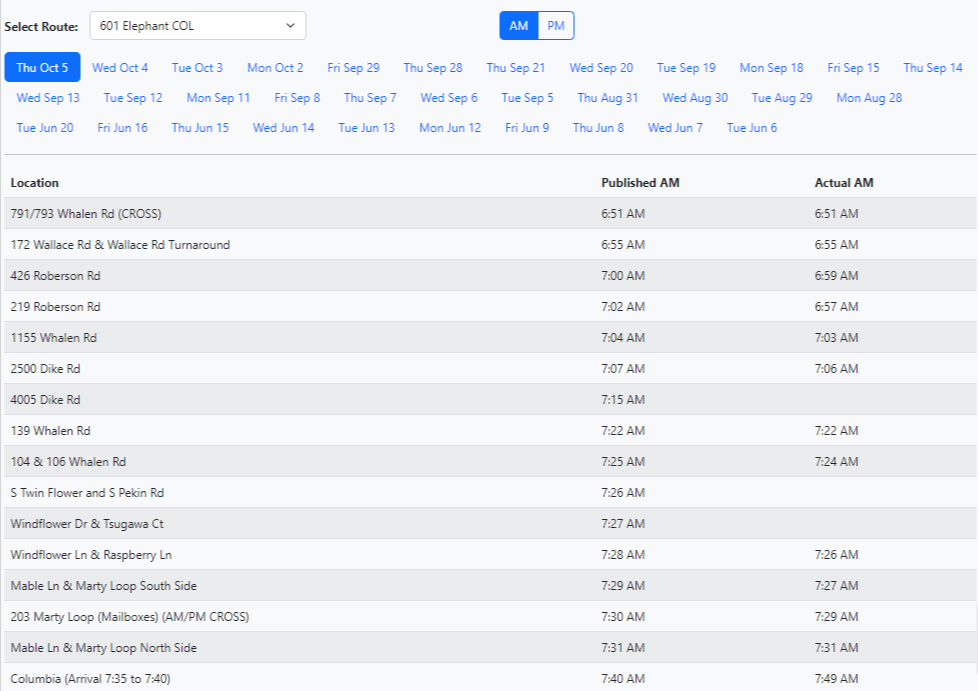 Select Route: 601 Elephant COL AM PM
Thu Oct 5 Wed Oct 4 Tue Oct 3 Mon Oct 2 Fri Sep 29 Thu Sep 28 Thu Sep 21 Wed Sep 20 Tue Sep 19 Mon Sep 18 Fri Sep 15 Thu Sep 14
Wed Sep 13 Tue Sep 12 Mon Sep 11 Fri Sep 8 Thu Sep 7 Wed Sep 6 Tue Sep 5 Thu Aug 31 Wed Aug 30 Tue Aug 29 Mon Aug 28
Tue Jun 20 Fri Jun 16 Thu Jun 15 Wed Jun 14 Tue Jun 13 Mon Jun 12 Fri Jun 9 Thu Jun 8 Wed Jun 7 Tue Jun 6
Location Published AM Actual AM
791/793 Whalen Rd (CROSS) 6:51 AM 6:51 AM
172 Wallace Rd & Wallace Rd Turnaround 6:55 AM 6:55 AM
426 Roberson Rd 7:00 AM 6:59 AM
219 Roberson Rd 7:02 AM 6:57 AM
1155 Whalen Rd 7:04 AM 7:03 AM
2500 Dike Rd 7:07 AM 7:06 AM
4005 Dike Rd 7:15 AM
139 Whalen Rd 7:22 AM 7:22 AM
104 & 106 Whalen Rd 7:25 AM 7:24 AM
S Twin Flower and S Pekin Rd 7:26 AM
Windflower Dr & Tsugawa Ct 7:27 AM
Windflower Ln & Raspberry Ln 7:28 AM 7:26 AM
Mable Ln & Marty Loop South Side 7:29 AM 7:27 AM
203 Marty Loop (Mailboxes) (AM/PM CROSS) 7:30 AM 7:29 AM
Mable Ln & Marty Loop North Side 7:31 AM 7:31 AM
Columbia (Arrival 7:35 to 7:40) 7:40 AM 7:49 AM